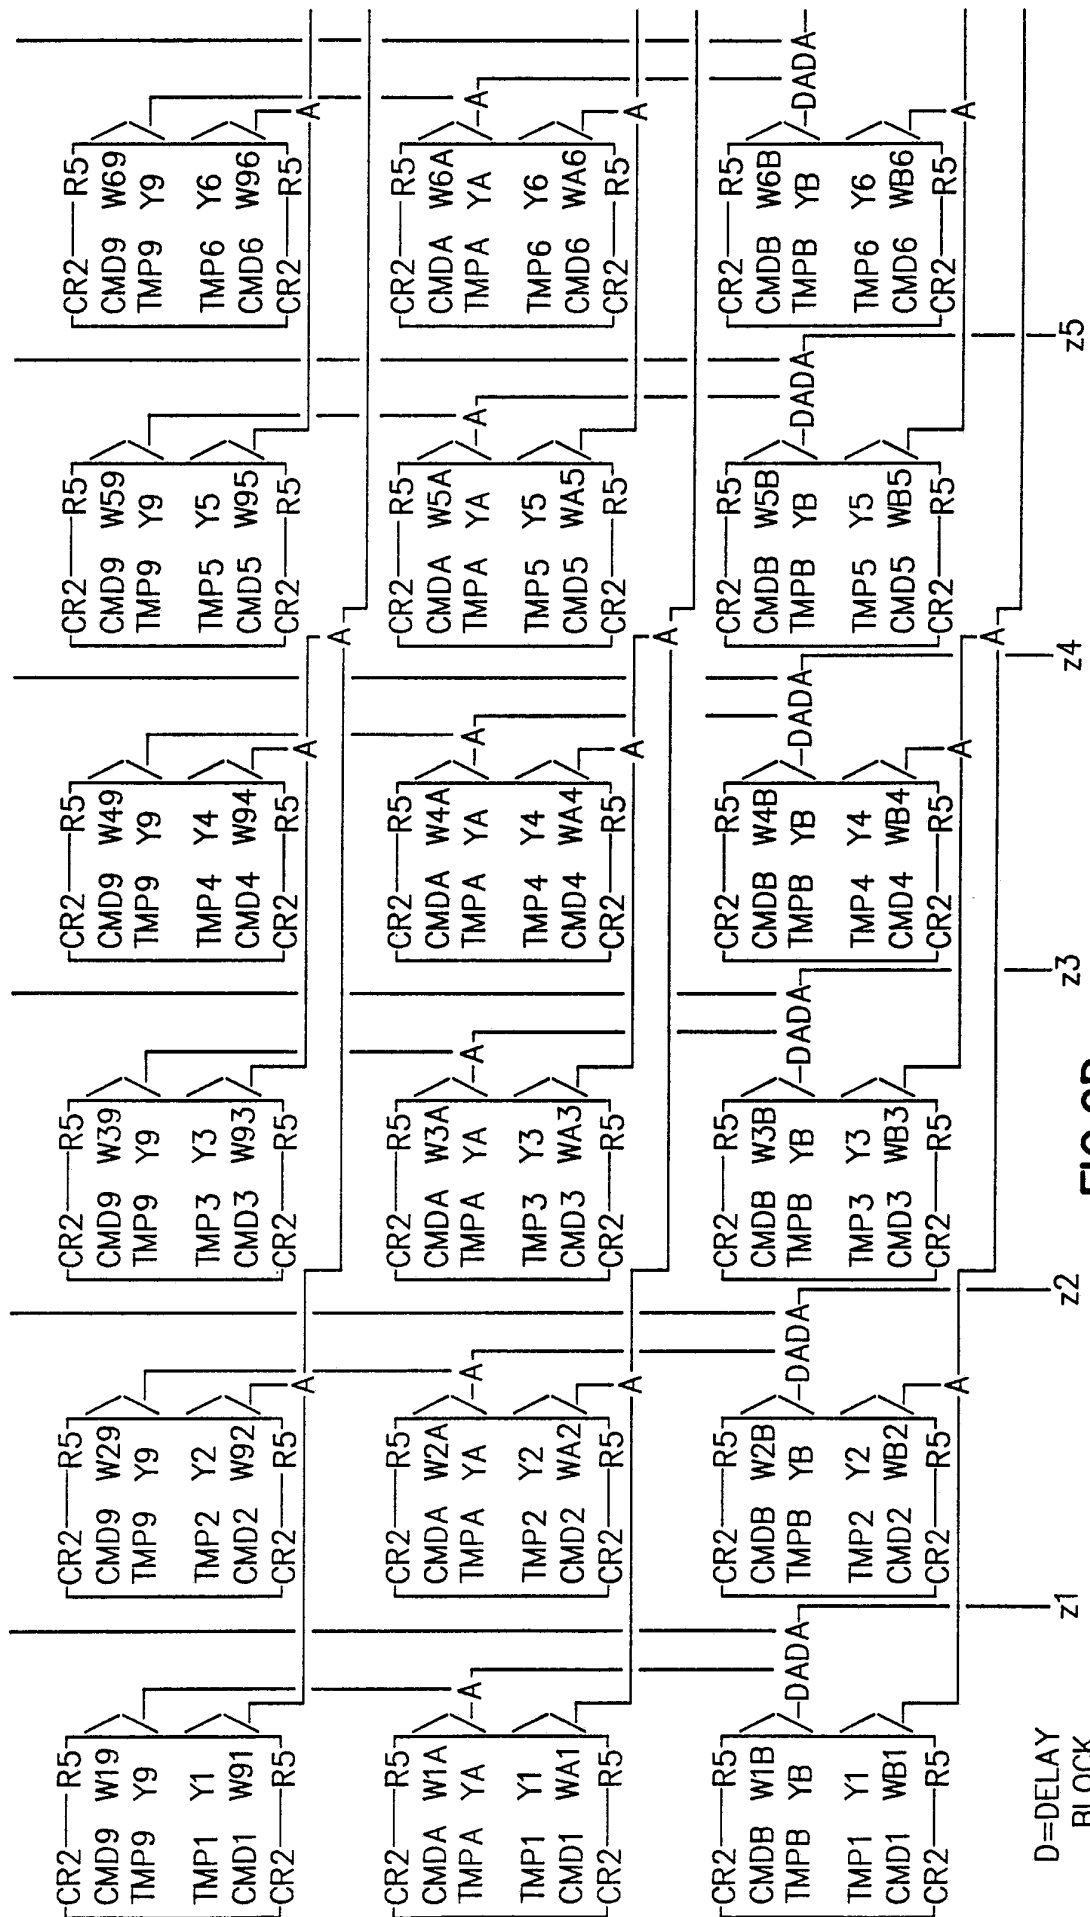 CR2 R5
CMD9 W19
TMP9 Y9
TMP1 Y1
CMD1 W91
CR2 R5
CR2 R5
CMD9 W29
TMP9 Y9
TMP2 Y2
CMD2 W92
CR2 R5
A
CR2 R5
CMD9 W39
TMP9 Y9
TMP3 Y3
CMD3 W93
CR2 R5
CR2 R5
CMD9 W49
TMP9 Y9
TMP4 Y4
CMD4 W94
CR2 R5
A
A
CR2 R5
CMD9 W59
TMP9 Y9
TMP5 Y5
CMD5 W95
CR2 R5
CR2 R5
CMD9 W69
TMP9 Y9
TMP6 Y6
CMD6 W96
CR2 R5
A
CR2 R5
CMDA W1A
TMPA YA A
TMP1 Y1
CMD1 WA1
CR2 R5
CR2 R5
CMDA W2A
TMPA YA A
TMP2 Y2
CMD2 WA2
CR2 R5
A
CR2 R5
CMDA W3A
TMPA YA A
TMP3 Y3
CMD3 WA3
CR2 R5
CR2 R5
CMDA W4A
TMPA YA A
TMP4 Y4
CMD4 WA4
CR2 R5
A
A
CR2 R5
CMDA W5A
TMPA YA A
TMP5 Y5
CMD5 WA5
CR2 R5
CR2 R5
CMDA W6A
TMPA YA A
TMP6 Y6
CMD6 WA6
CR2 R5
A
CR2 R5
CMDB W1B
TMPB YB DADA
TMP1 Y1
CMD1 WB1
CR2 R5
CR2 R5
CMDB W2B
TMPB YB DADA
TMP2 Y2
CMD2 WB2
CR2 R5
A
CR2 R5
CMDB W3B
TMPB YB DADA
TMP3 Y3
CMD3 WB3
CR2 R5
CR2 R5
CMDB W4B
TMPB YB DADA
TMP4 Y4
CMD4 WB4
CR2 R5
A
A
CR2 R5
CMDB W5B
TMPB YB DADA
TMP5 Y5
CMD5 WB5
CR2 R5
CR2 R5
CMDB W6B
TMPB YB DADA
TMP6 Y6
CMD6 WB6
CR2 R5
A
D=DELAY
BLOCK
z1 z2 z3 z4 z5